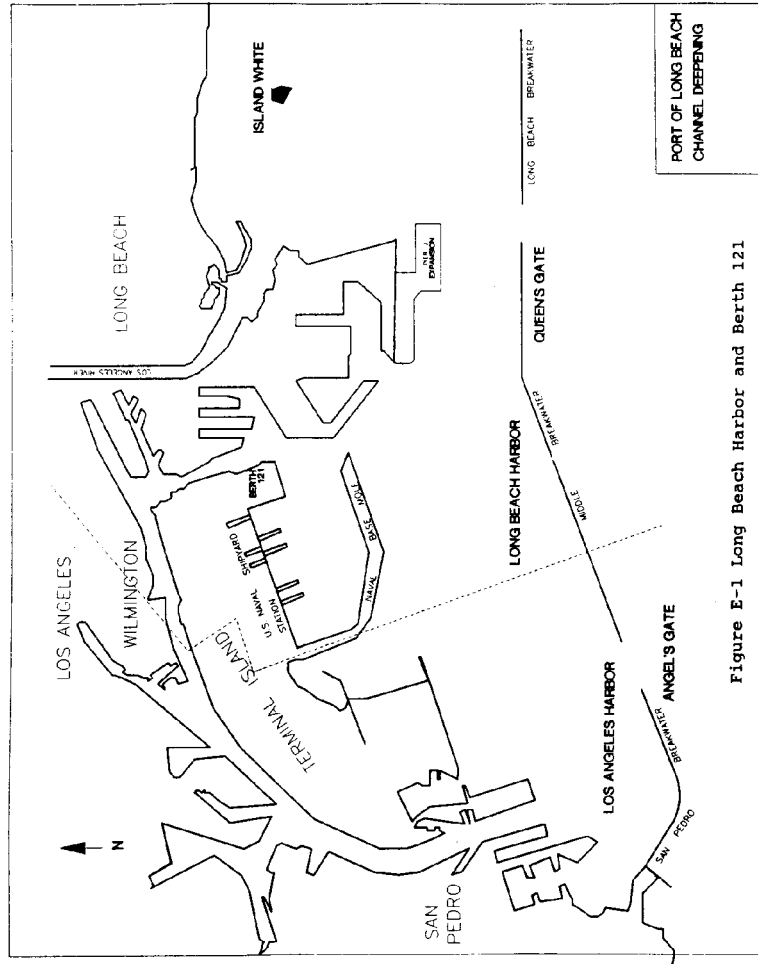 LOS ANGELES
WILMINGTON
LOS ANGELES RIVER
LONG BEACH
ISLAND WHITE
N
TERMINAL ISLAND
U.S. NAVAL
STATION
SHIPYARD
BERTH
121
NAVAL BASE MOLE
EXPANSION
SAN
PEDRO
LOS ANGELES HARBOR
LONG BEACH HARBOR
QUEEN'S GATE
LONG BEACH BREAKWATER
MIDDLE BREAKWATER
ANGEL'S GATE
SAN PEDRO BREAKWATER
PORT OF LONG BEACH
CHANNEL DEEPENING
Figure E-1 Long Beach Harbor and Berth 121